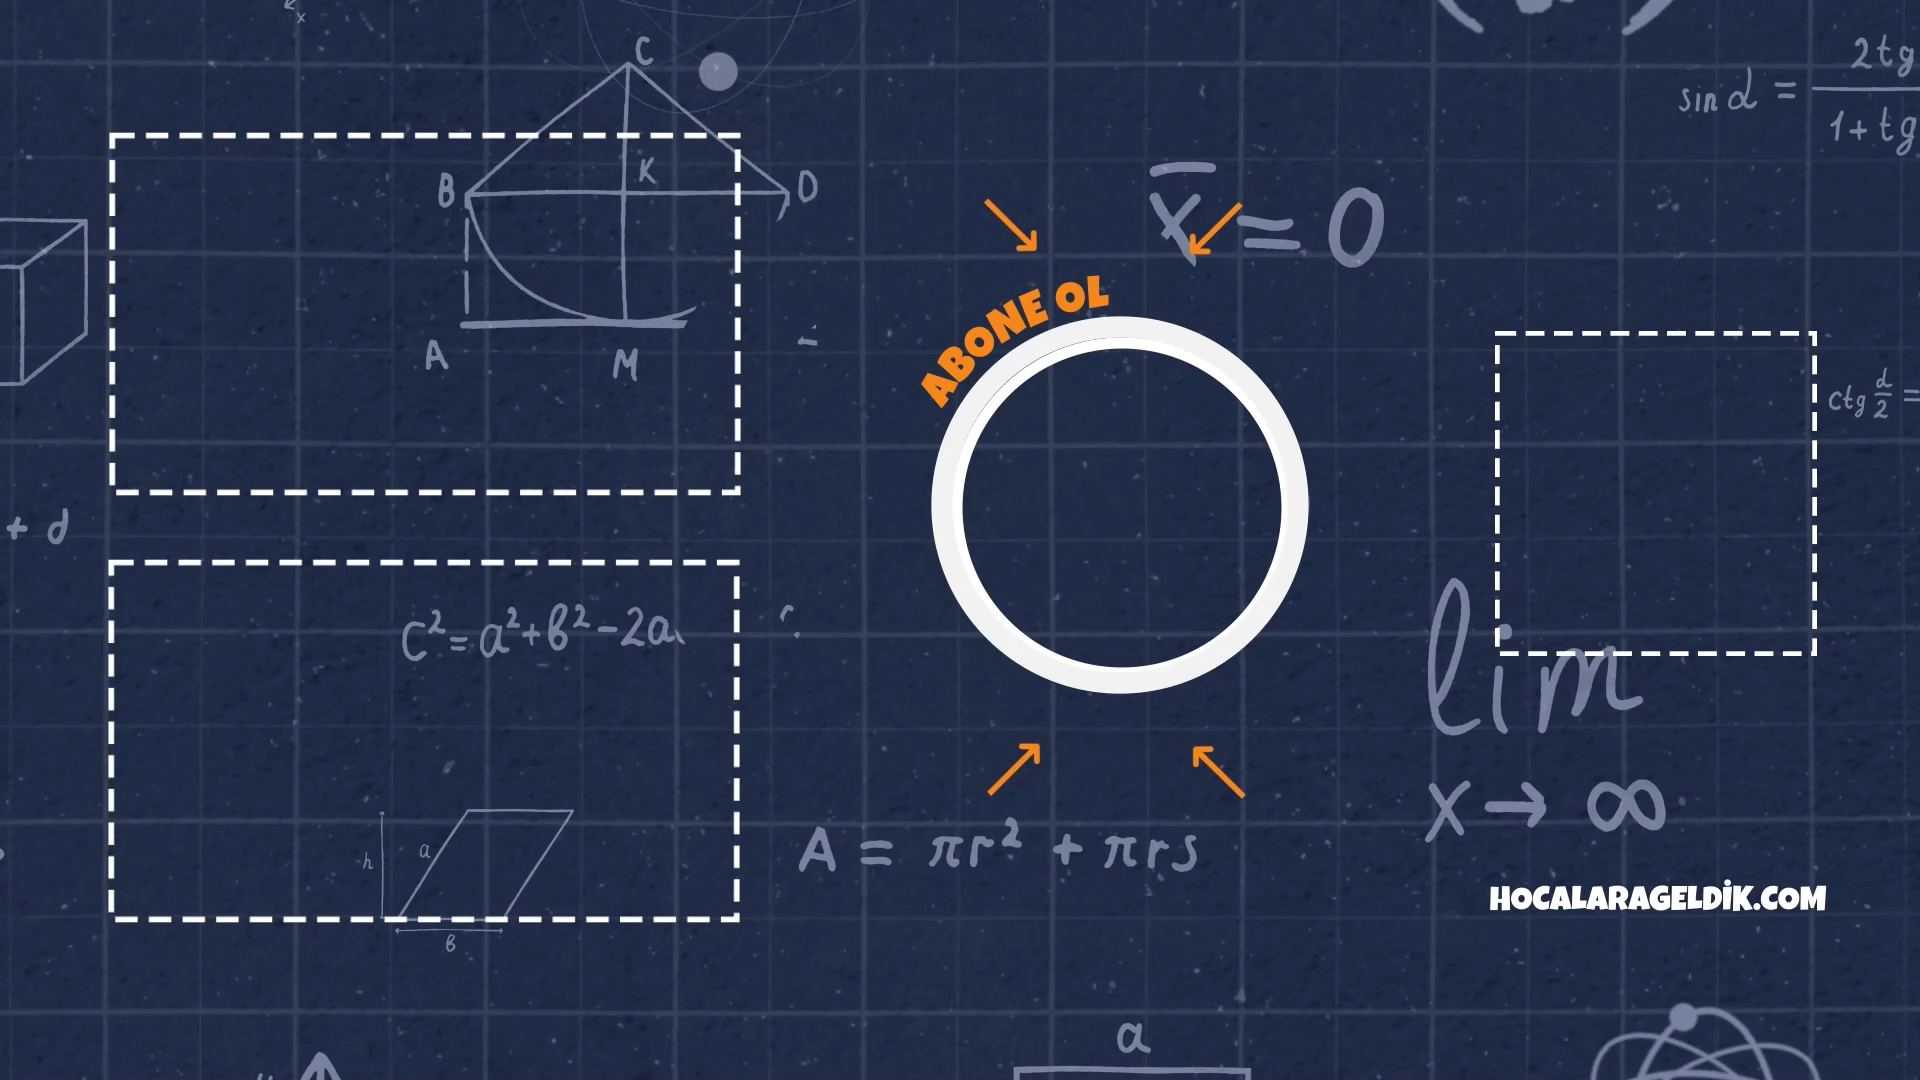 C
2tg
sin d =
1 + tg
K
B
D
x = 0
ABONE OL
A
M
ctg d/2 =
+ d
C² = a² + b² - 2a
lim
x → ∞
a
h
A = πr² + πrs
HOCALARAGELDİK.COM
в
a